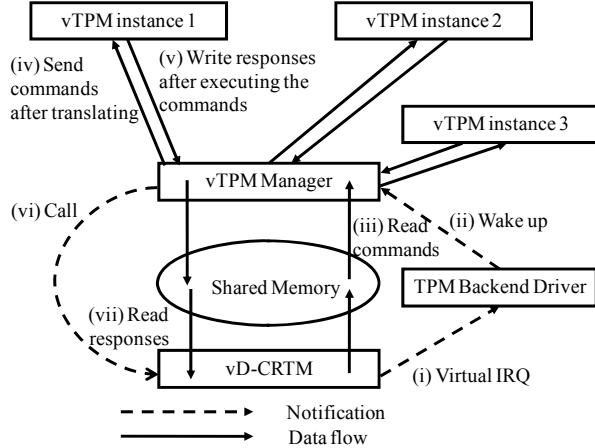 vTPM instance 1
vTPM instance 2
(iv) Send
commands
after translating
(v) Write responses
after executing the
commands
vTPM instance 3
vTPM Manager
(vi) Call
(iii) Read
commands
(ii) Wake up
Shared Memory
TPM Backend Driver
(vii) Read
responses
vD-CRTM
(i) Virtual IRQ
Notification
Data flow